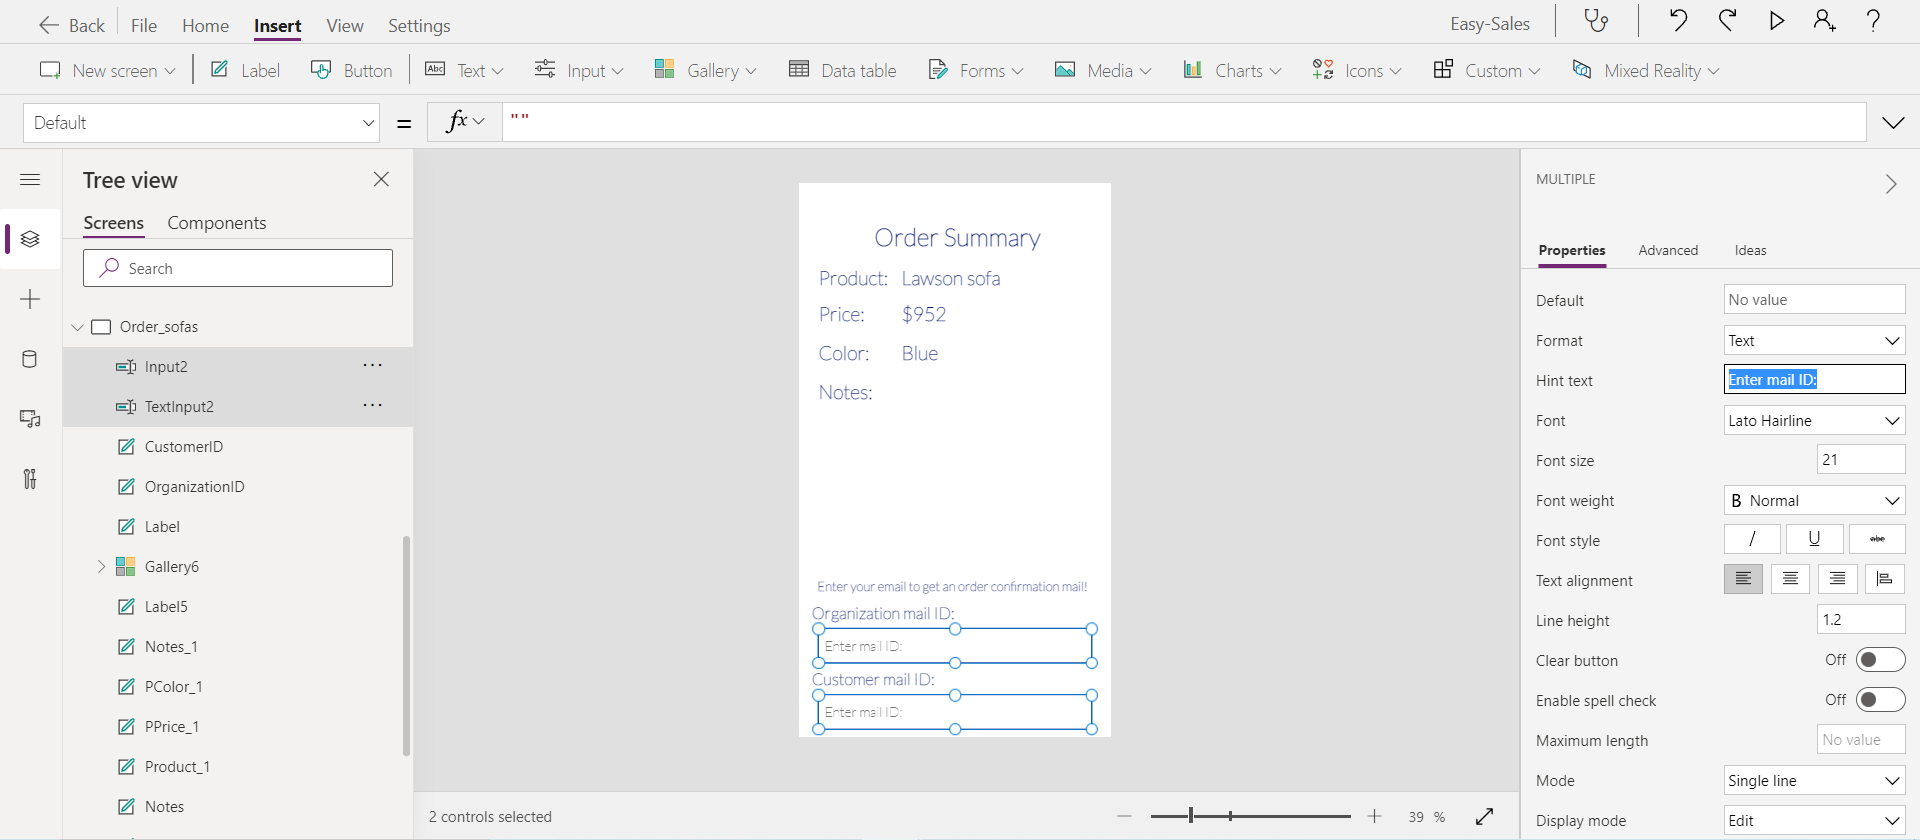 Back File Home Insert View Settings Easy-Sales
New screen Label Button Abc Text Input Gallery Data table Forms Media Charts Icons Custom Mixed Reality
Default = fx ""
Tree view
Screens Components
Search
Order_sofas
Input2 ...
TextInput2 ...
CustomerID
OrganizationID
Label
Gallery6
Label5
Notes_1
PColor_1
PPrice_1
Product_1
Notes
Order Summary
Product: Lawson sofa
Price: $952
Color: Blue
Notes:
Enter your email to get an order confirmation mail!
Organization mail ID:
Enter mail ID:
Customer mail ID:
Enter mail ID:
2 controls selected
39 %
MULTIPLE
Properties Advanced Ideas
Default No value
Format Text
Hint text Enter mail ID:
Font Lato Hairline
Font size 21
Font weight B Normal
Font style / U abc
Text alignment
Line height 1.2
Clear button Off
Enable spell check Off
Maximum length No value
Mode Single line
Display mode Edit